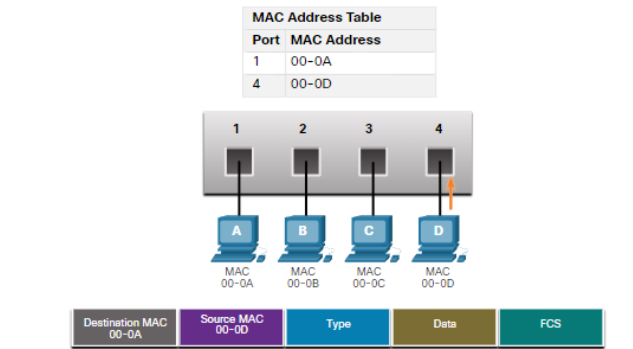 MAC Address Table
Port MAC Address
1 00-0A
4 00-0D
1 2 3 4
A B C D
MAC MAC MAC MAC
00-0A 00-0B 00-0C 00-0D
Destination MAC Source MAC Type Data FCS
00-0A 00-0D